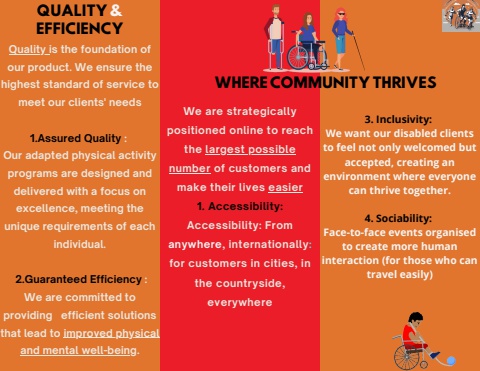 QUALITY &
EFFICIENCY
Quality is the foundation of
our product. We ensure the
highest standard of service to
meet our clients' needs
1.Assured Quality :
Our adapted physical activity
programs are designed and
delivered with a focus on
excellence, meeting the
unique requirements of each
individual.
2.Guaranteed Efficiency :
We are committed to
providing efficient solutions
that lead to improved physical
and mental well-being.
WHERE COMMUNITY THRIVES
We are strategically
positioned online to reach
the largest possible
number of customers and
make their lives easier
1. Accessibility:
Accessibility: From
anywhere, internationally:
for customers in cities, in
the countryside,
everywhere
3. Inclusivity:
We want our disabled clients
to feel not only welcomed but
accepted, creating an
environment where everyone
can thrive together.
4. Sociability:
Face-to-face events organised
to create more human
interaction (for those who can
travel easily)